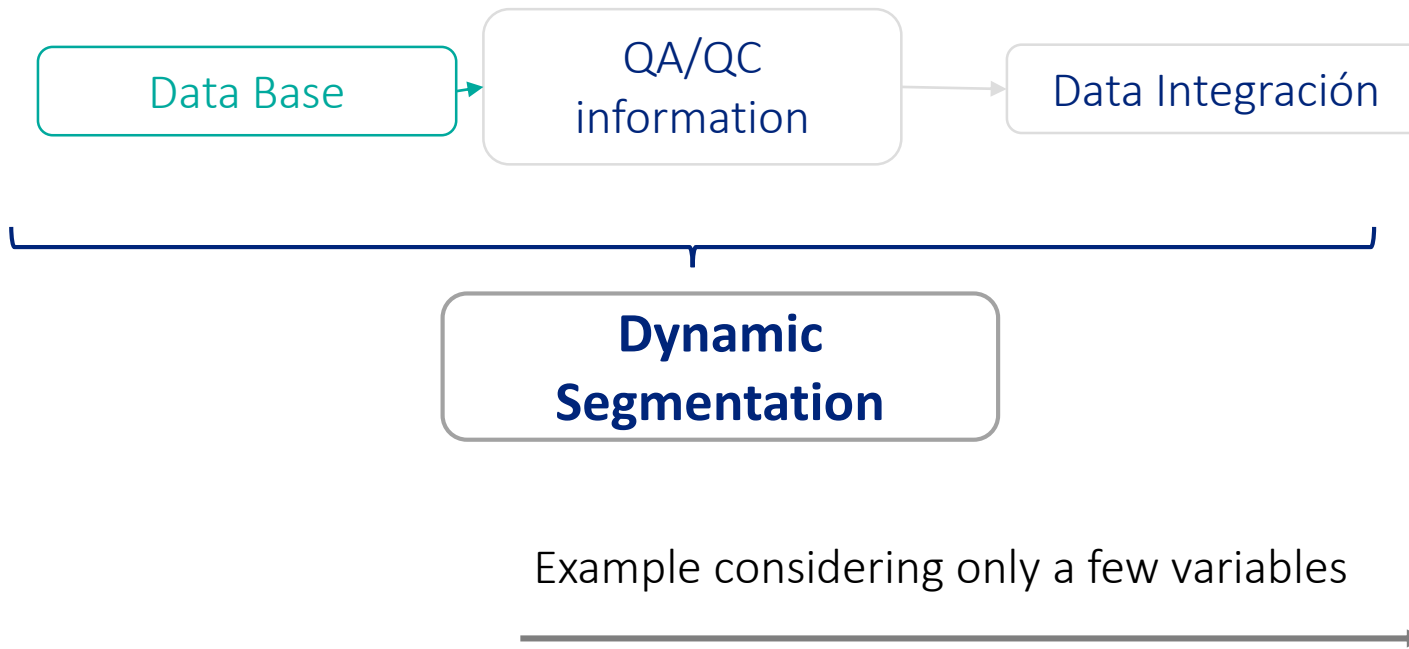 Data Base
QA/QC
information
Data Integración
Dynamic
Segmentation
Example considering only a few variables